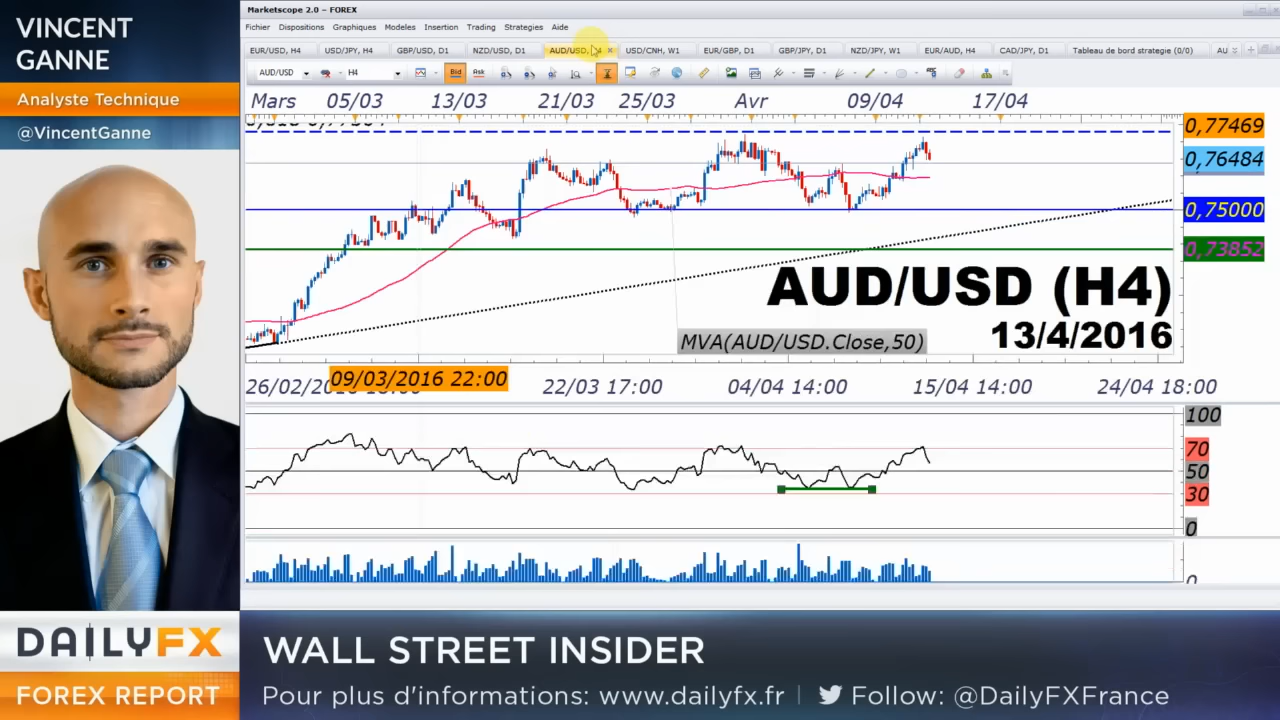 VINCENT
GANNE
Analyste Technique
@VincentGanne
Marketscope 2.0 – FOREX
Fichier Dispositions Graphiques Modeles Insertion Trading Strategies Aide
EUR/USD, H4 USD/JPY, H4 GBP/USD, D1 NZD/USD, D1 AUD/USD, USD/CNH, W1 EUR/GBP, D1 GBP/JPY, D1 NZD/JPY, W1 EUR/AUD, H4 CAD/JPY, D1 Tableau de bord strategie (0/0) AU
AUD/USD H4 Bid Ask
Mars 05/03 13/03 21/03 25/03 Avr 09/04 17/04
0,77469
0,76484
0,75000
0,73852
AUD/USD (H4)
13/4/2016
MVA(AUD/USD.Close,50)
26/02/20 09/03/2016 22:00 22/03 17:00 04/04 14:00 15/04 14:00 24/04 18:00
100
70
50
30
0
0
DAILYFX
FOREX REPORT
WALL STREET INSIDER
Pour plus d'informations: www.dailyfx.fr | Follow: @DailyFXFrance